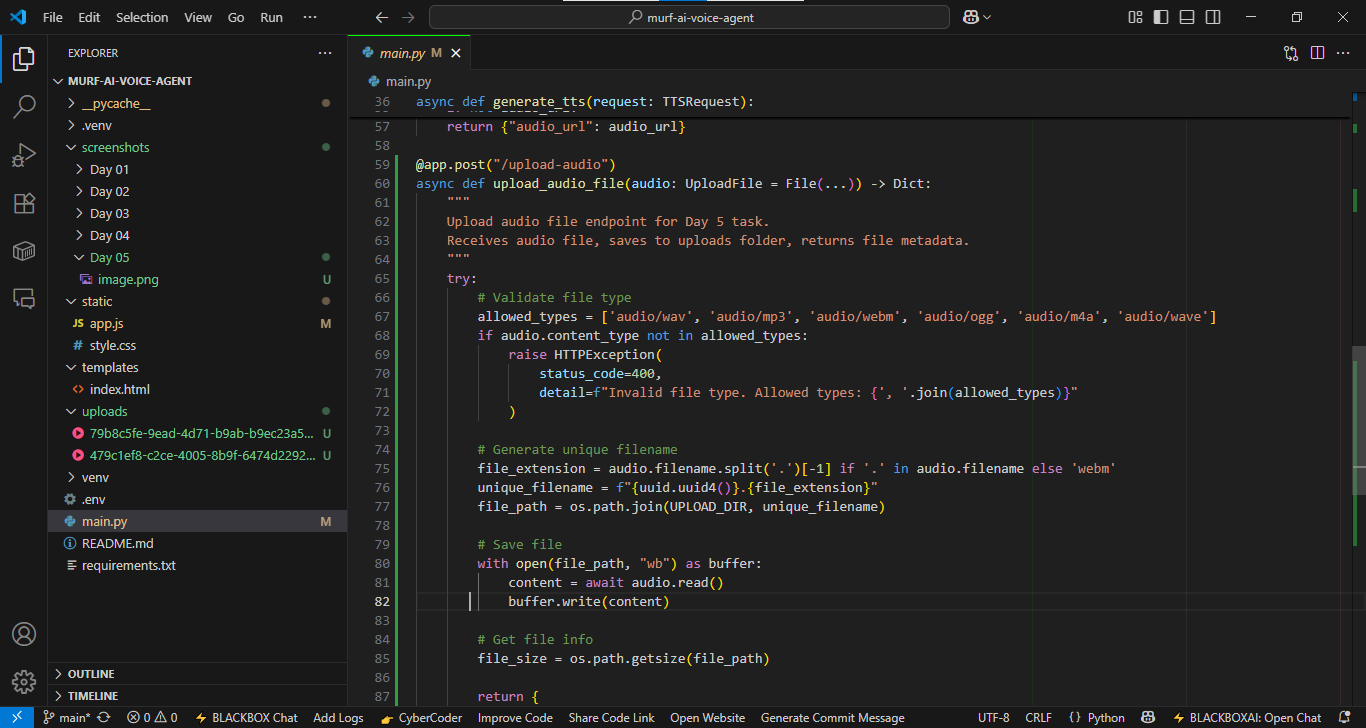 File Edit Selection View Go Run ···
murf-ai-voice-agent
EXPLORER
MURF-AI-VOICE-AGENT
__pycache__
.venv
screenshots
Day 01
Day 02
Day 03
Day 04
Day 05
image.png U
static
JS app.js M
# style.css
templates
<> index.html
uploads
79b8c5fe-9ead-4d71-b9ab-b9ec23a5... U
479c1ef8-c2ce-4005-8b9f-6474d2292... U
venv
.env
main.py M
README.md
requirements.txt
OUTLINE
TIMELINE
main.py M
main.py
36 async def generate_tts(request: TTSRequest):
57 return {"audio_url": audio_url}
58
59 @app.post("/upload-audio")
60 async def upload_audio_file(audio: UploadFile = File(...)) -> Dict:
61 """
62 Upload audio file endpoint for Day 5 task.
63 Receives audio file, saves to uploads folder, returns file metadata.
64 """
65 try:
66 # Validate file type
67 allowed_types = ['audio/wav', 'audio/mp3', 'audio/webm', 'audio/ogg', 'audio/m4a', 'audio/wave']
68 if audio.content_type not in allowed_types:
69 raise HTTPException(
70 status_code=400,
71 detail=f"Invalid file type. Allowed types: {', '.join(allowed_types)}"
72 )
73
74 # Generate unique filename
75 file_extension = audio.filename.split('.')[-1] if '.' in audio.filename else 'webm'
76 unique_filename = f"{uuid.uuid4()}.{file_extension}"
77 file_path = os.path.join(UPLOAD_DIR, unique_filename)
78
79 # Save file
80 with open(file_path, "wb") as buffer:
81 content = await audio.read()
82 buffer.write(content)
83
84 # Get file info
85 file_size = os.path.getsize(file_path)
86
87 return {
main* 0 0 BLACKBOX Chat Add Logs CyberCoder Improve Code Share Code Link Open Website Generate Commit Message UTF-8 CRLF {} Python BLACKBOXAI: Open Chat